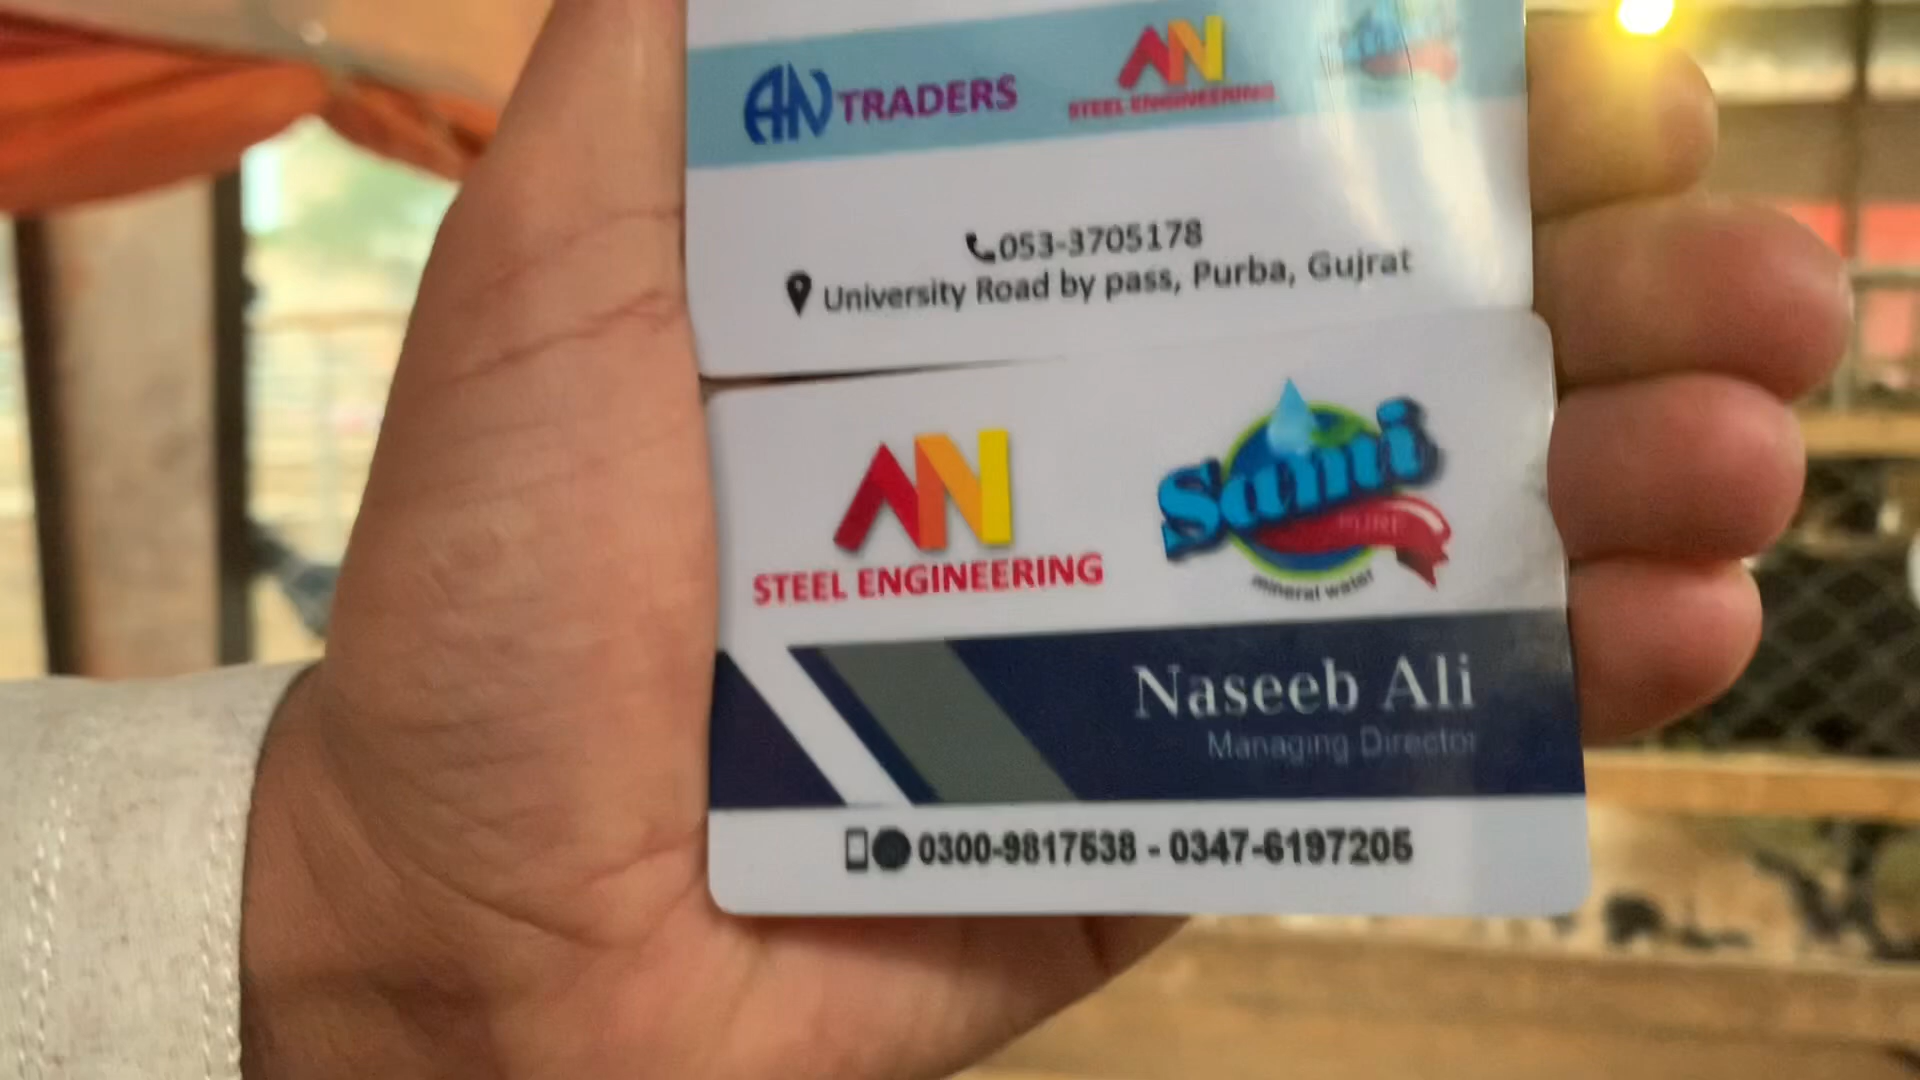 AN TRADERS
AN
STEEL ENGINEERING
053-3705178
University Road by pass, Purba, Gujrat
AN
STEEL ENGINEERING
Sami
PURE
mineral water
Naseeb Ali
Managing Director
0300-9817538 - 0347-6197205